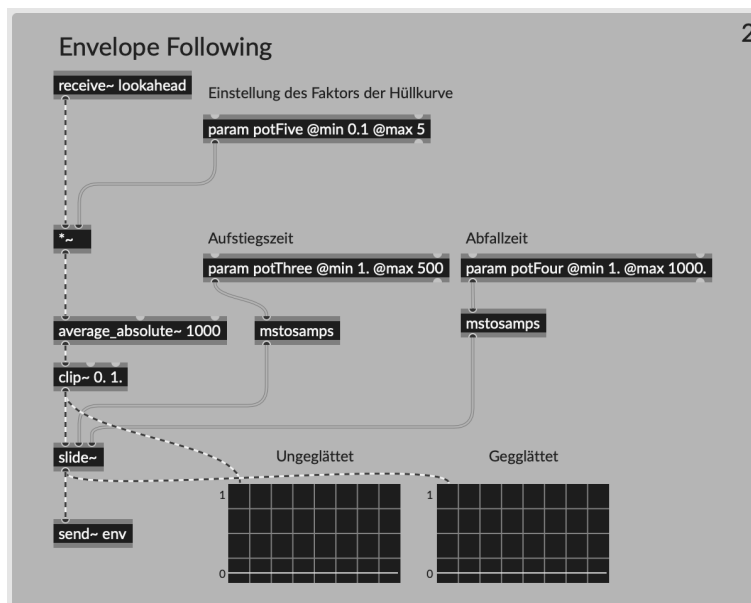 2
Envelope Following
receive~ lookahead
Einstellung des Faktors der Hüllkurve
param potFive @min 0.1 @max 5
*~
Aufstiegszeit
Abfallzeit
param potThree @min 1. @max 500
param potFour @min 1. @max 1000.
average_absolute~ 1000
mstosamps
mstosamps
clip~ 0. 1.
slide~
Ungeglättet
Gegglättet
1
1
send~ env
0
0